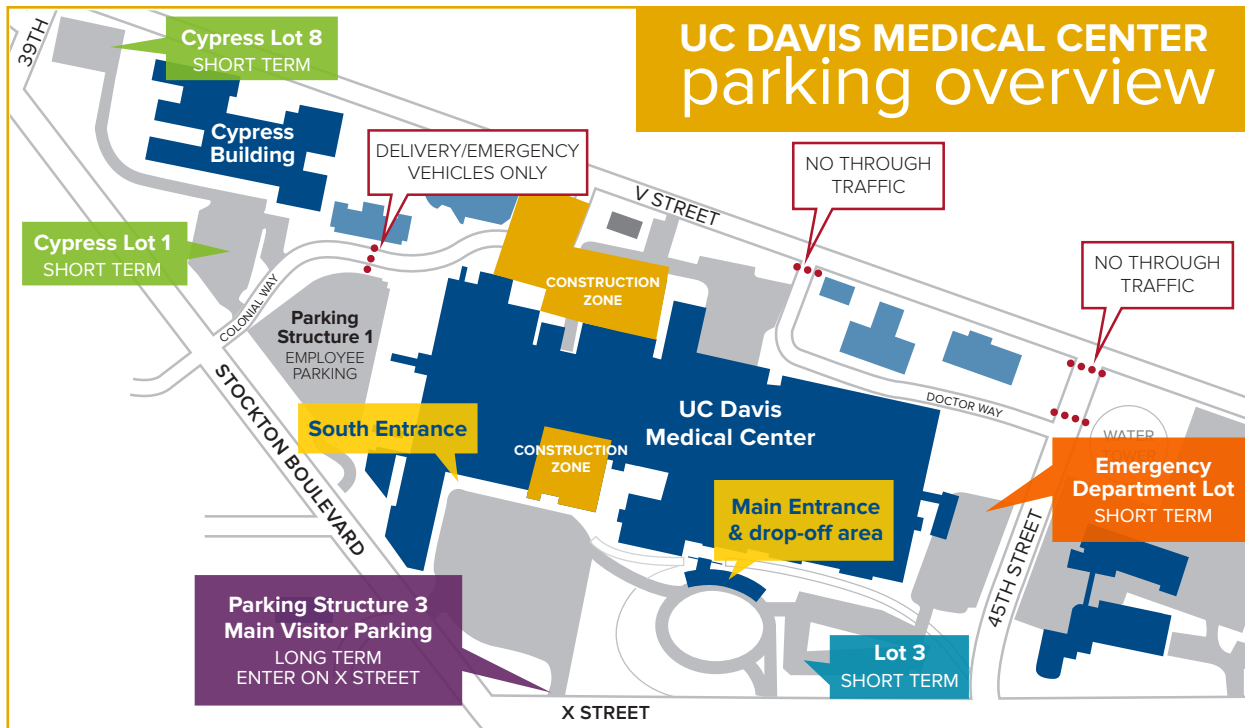 UC DAVIS MEDICAL CENTER
parking overview
39TH
Cypress Lot 8
SHORT TERM
Cypress
Building
DELIVERY/EMERGENCY
VEHICLES ONLY
V STREET
NO THROUGH
TRAFFIC
NO THROUGH
TRAFFIC
Cypress Lot 1
SHORT TERM
COLONIAL WAY
CONSTRUCTION
ZONE
Parking
Structure 1
EMPLOYEE
PARKING
STOCKTON BOULEVARD
South Entrance
UC Davis
Medical Center
DOCTOR WAY
CONSTRUCTION
ZONE
WATER
TOWER
Emergency
Department Lot
SHORT TERM
Main Entrance
& drop-off area
45TH STREET
Parking Structure 3
Main Visitor Parking
LONG TERM
ENTER ON X STREET
Lot 3
SHORT TERM
X STREET